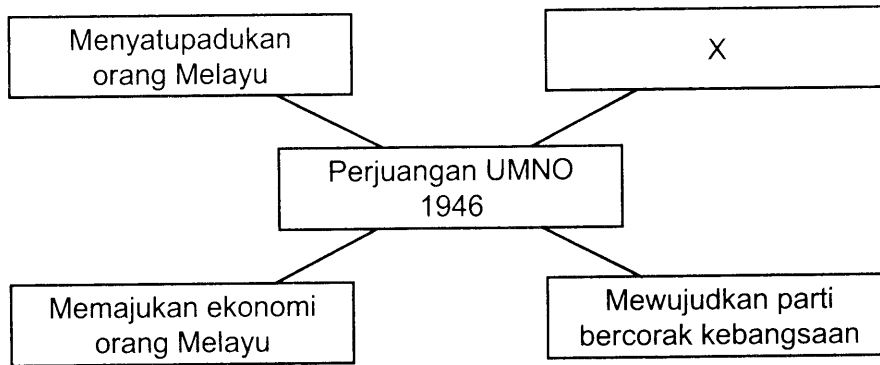 Menyatupadukan
orang Melayu
X
Perjuangan UMNO
1946
Memajukan ekonomi
orang Melayu
Mewujudkan parti
bercorak kebangsaan